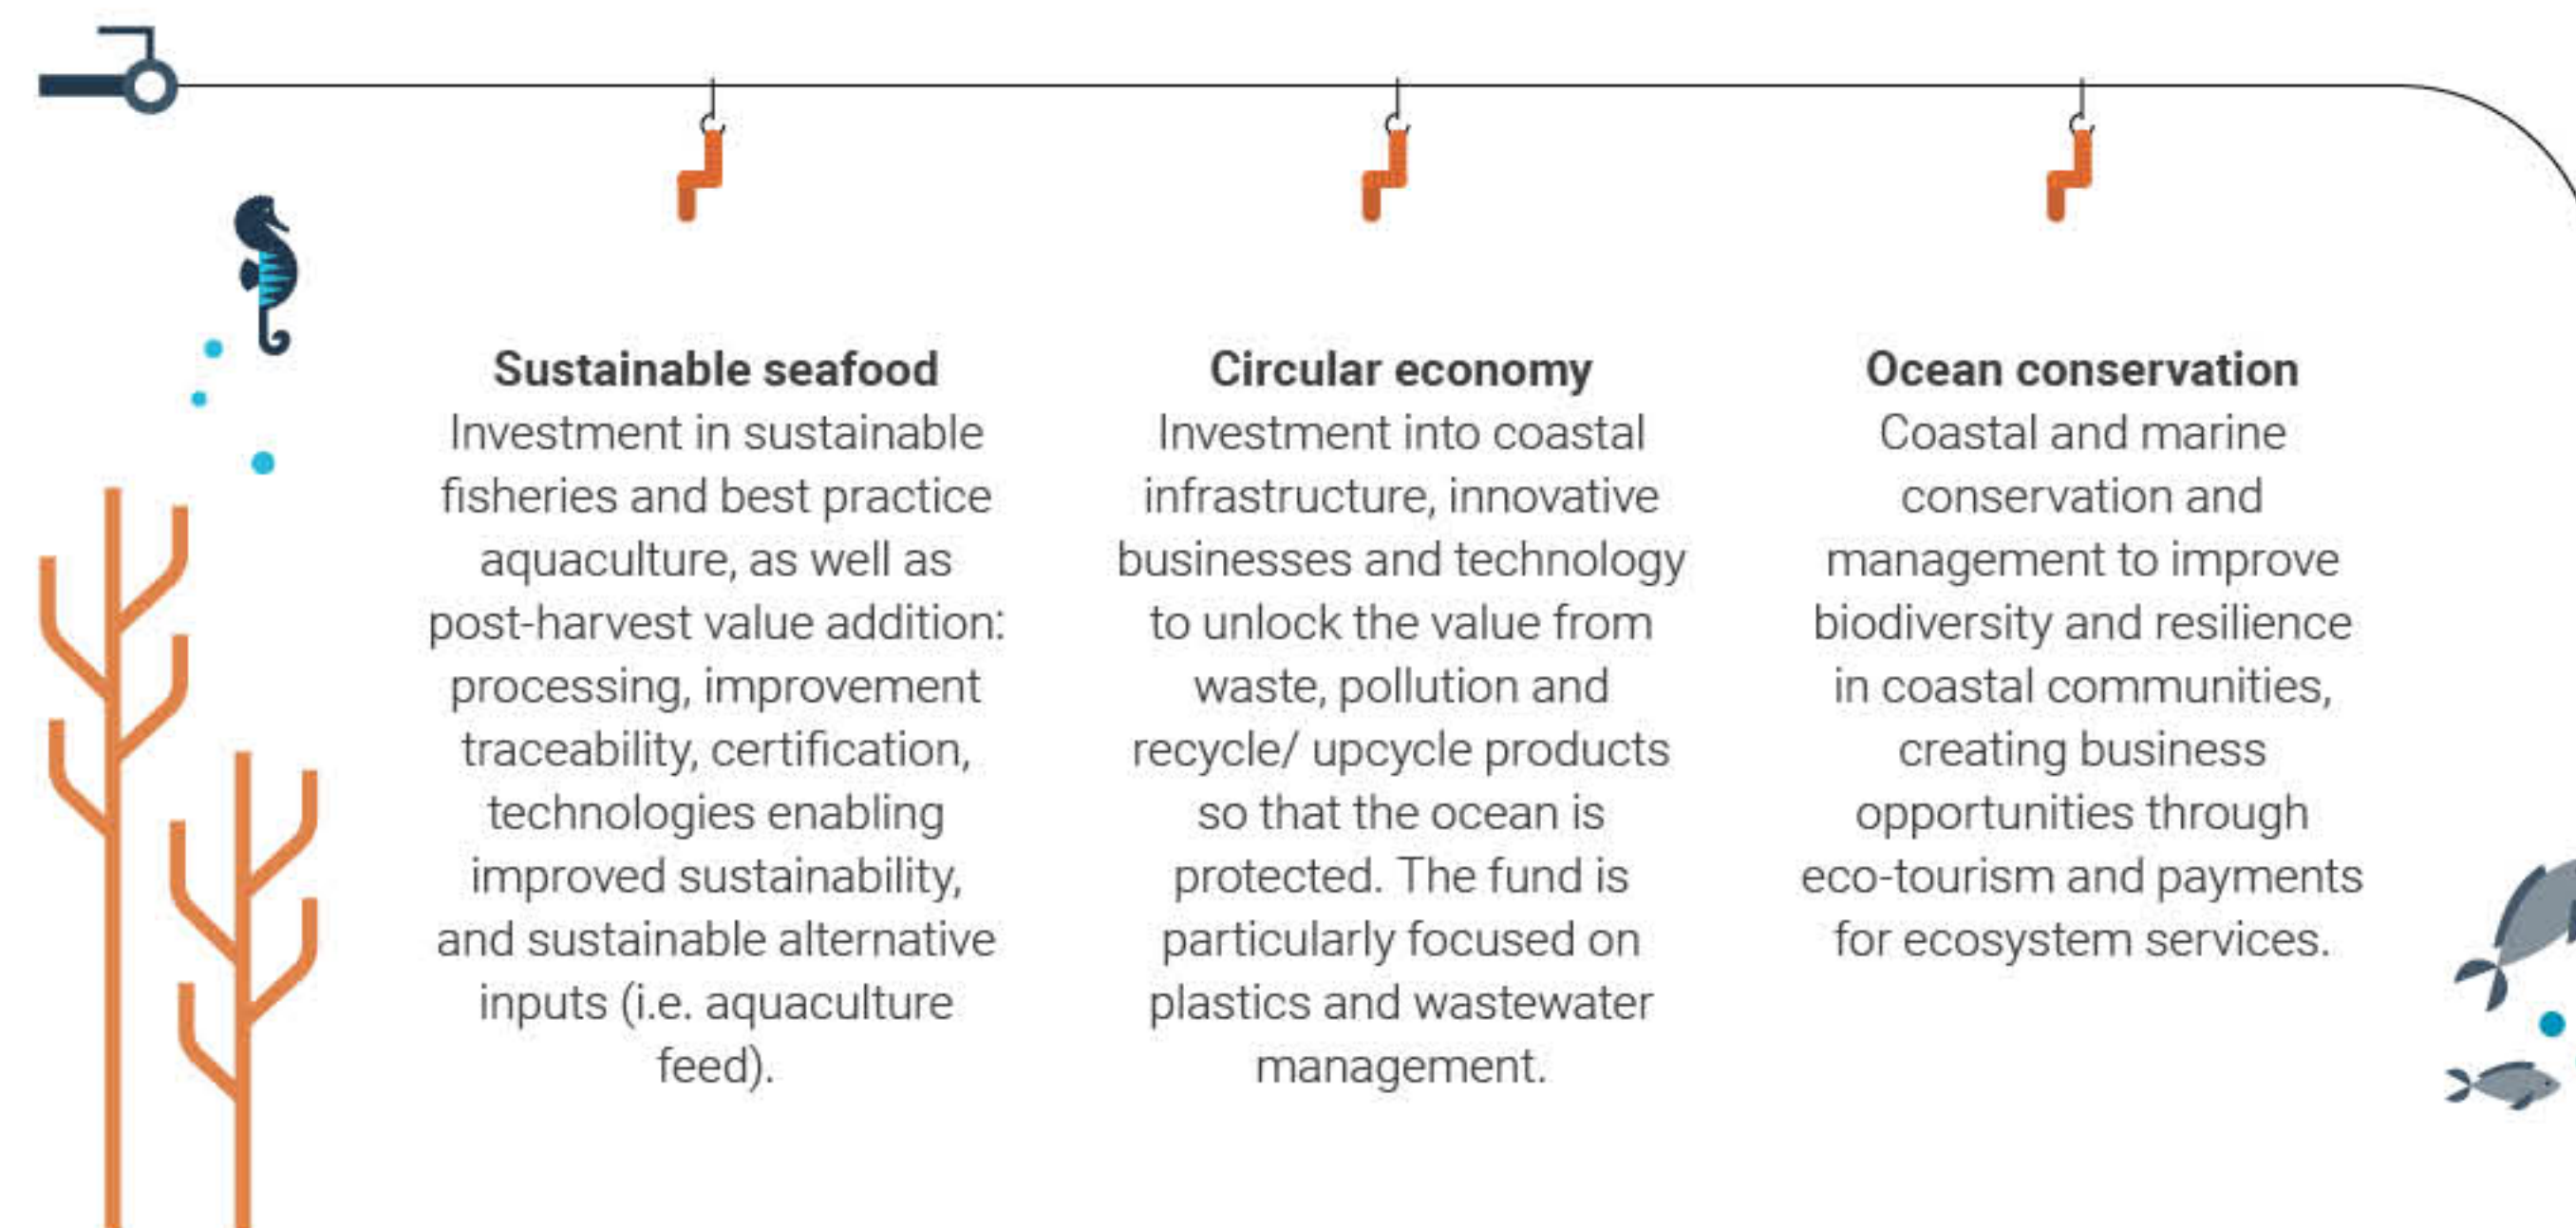 Sustainable seafood
Investment in sustainable
fisheries and best practice
aquaculture, as well as
post-harvest value addition:
processing, improvement
traceability, certification,
technologies enabling
improved sustainability,
and sustainable alternative
inputs (i.e. aquaculture
feed).
Circular economy
Investment into coastal
infrastructure, innovative
businesses and technology
to unlock the value from
waste, pollution and
recycle/ upcycle products
so that the ocean is
protected. The fund is
particularly focused on
plastics and wastewater
management.
Ocean conservation
Coastal and marine
conservation and
management to improve
biodiversity and resilience
in coastal communities,
creating business
opportunities through
eco-tourism and payments
for ecosystem services.